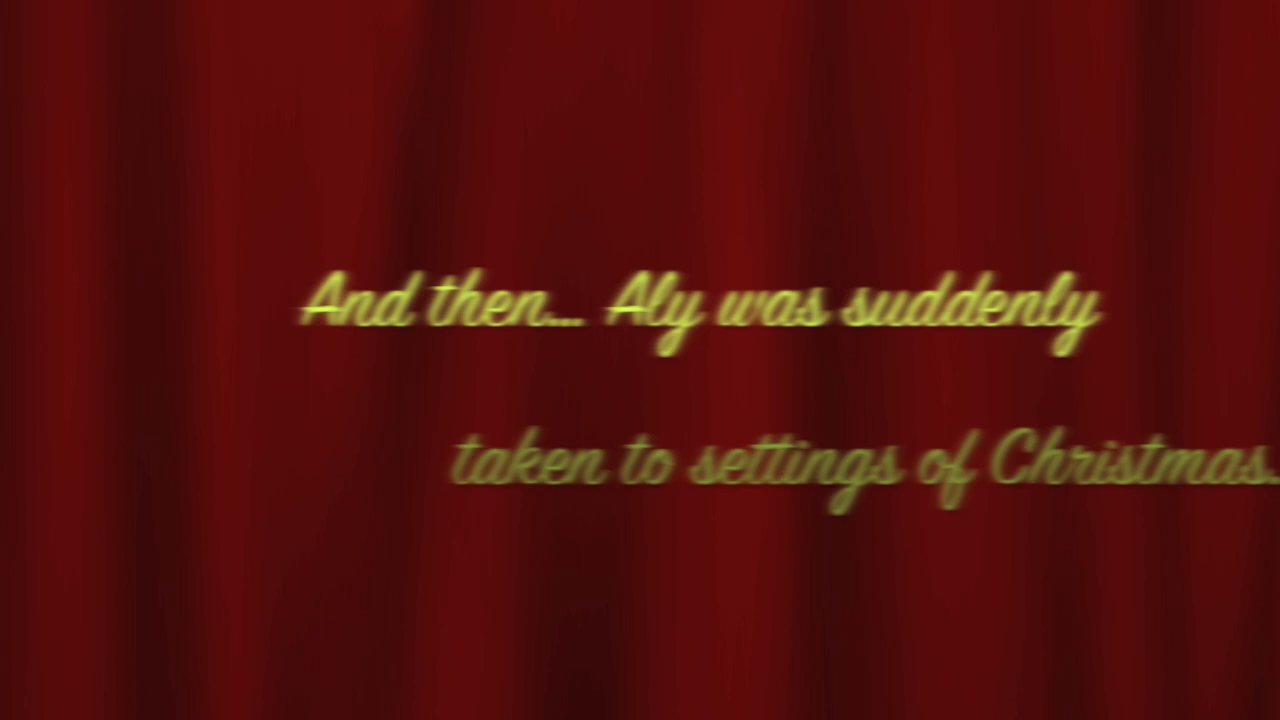 And then... Aly was suddenly
taken to settings of Christmas.